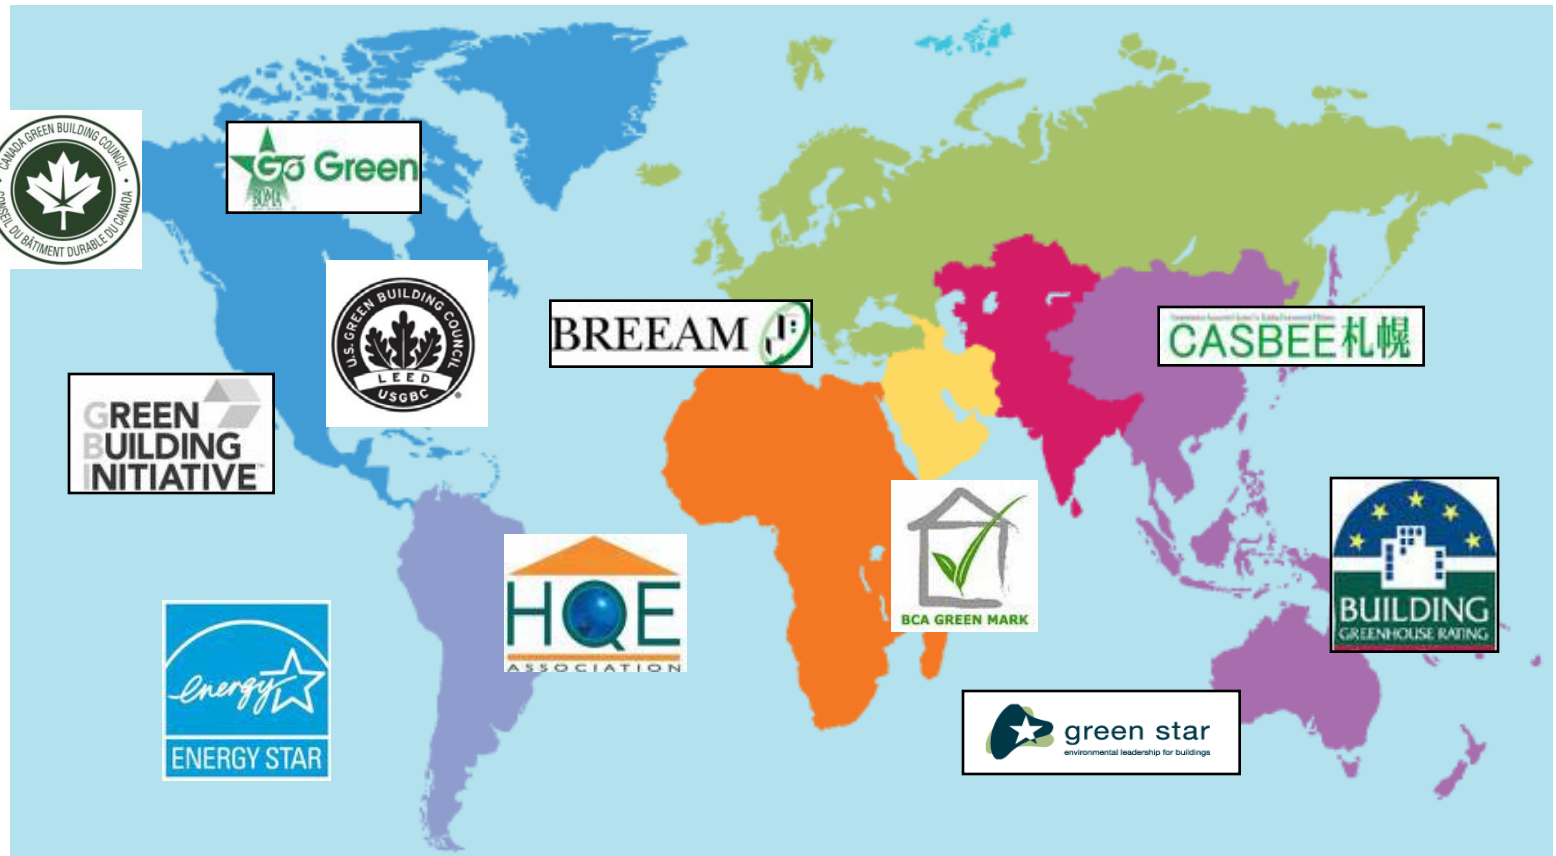 CANADA GREEN BUILDING COUNCIL
CONSEIL DU BÂTIMENT DURABLE DU CANADA
Go Green
BOMA
U.S. GREEN BUILDING COUNCIL
LEED
USGBC
GREEN
BUILDING
INITIATIVE™
BREEAM
CASBEE札幌
HQE
ASSOCIATION
BCA GREEN MARK
BUILDING
GREENHOUSE RATING
energy
ENERGY STAR
green star
environmental leadership for buildings